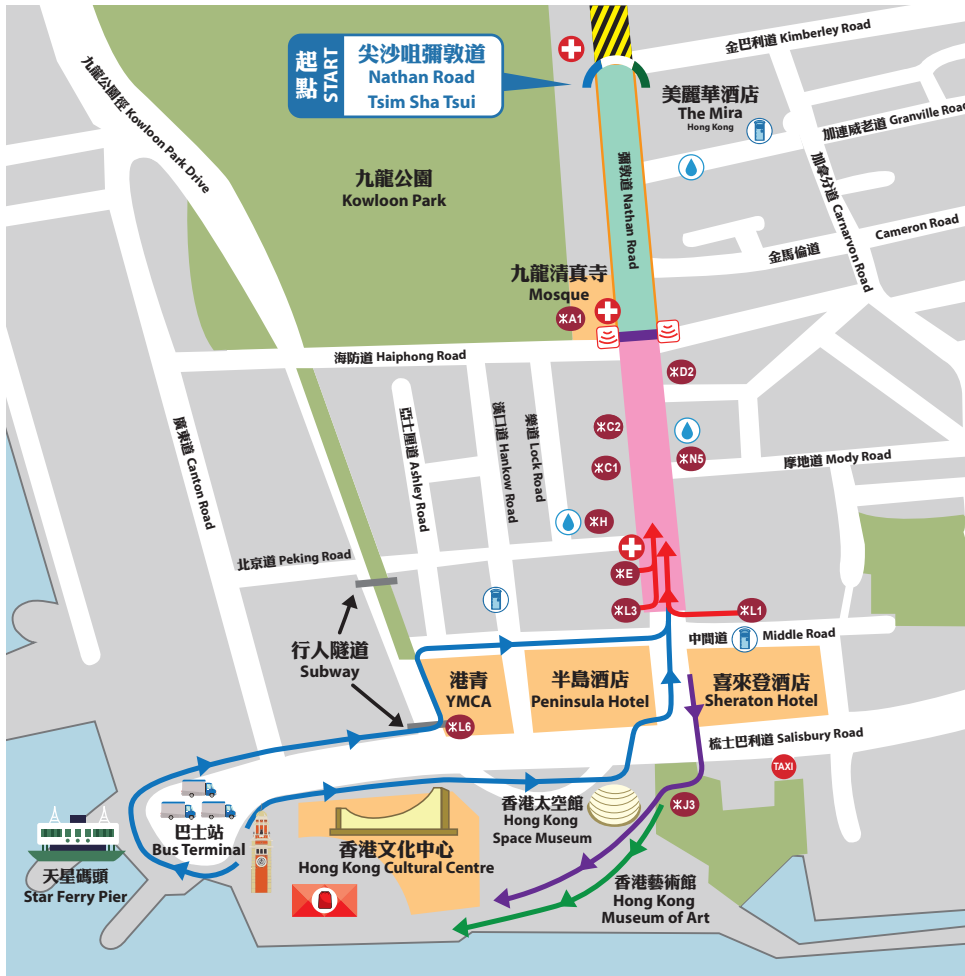 起點 START
尖沙咀彌敦道
Nathan Road
Tsim Sha Tsui
金巴利道 Kimberley Road
九龍公園徑 Kowloon Park Drive
美麗華酒店
The Mira
Hong Kong
加連威老道 Granville Road
加拿分道 Carnarvon Road
九龍公園
Kowloon Park
彌敦道 Nathan Road
Cameron Road
金馬倫道
九龍清真寺
Mosque
A1
海防道 Haiphong Road
D2
廣東道 Canton Road
亞士厘道 Ashley Road
漢口道 Hankow Road
樂道 Lock Road
C2
C1
N5
摩地道 Mody Road
H
北京道 Peking Road
E
L3
L1
中間道 Middle Road
行人隧道
Subway
港青
YMCA
半島酒店
Peninsula Hotel
喜來登酒店
Sheraton Hotel
L6
梳士巴利道 Salisbury Road
TAXI
J3
巴士站
Bus Terminal
香港太空館
Hong Kong
Space Museum
天星碼頭
Star Ferry Pier
香港文化中心
Hong Kong Cultural Centre
香港藝術館
Hong Kong
Museum of Art